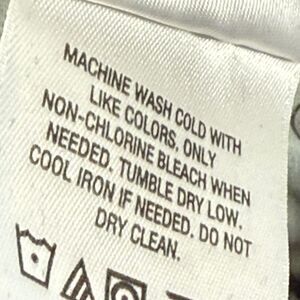 MACHINE WASH COLD WITH
LIKE COLORS, ONLY
NON-CHLORINE BLEACH WHEN
NEEDED. TUMBLE DRY LOW.
COOL IRON IF NEEDED. DO NOT
DRY CLEAN.